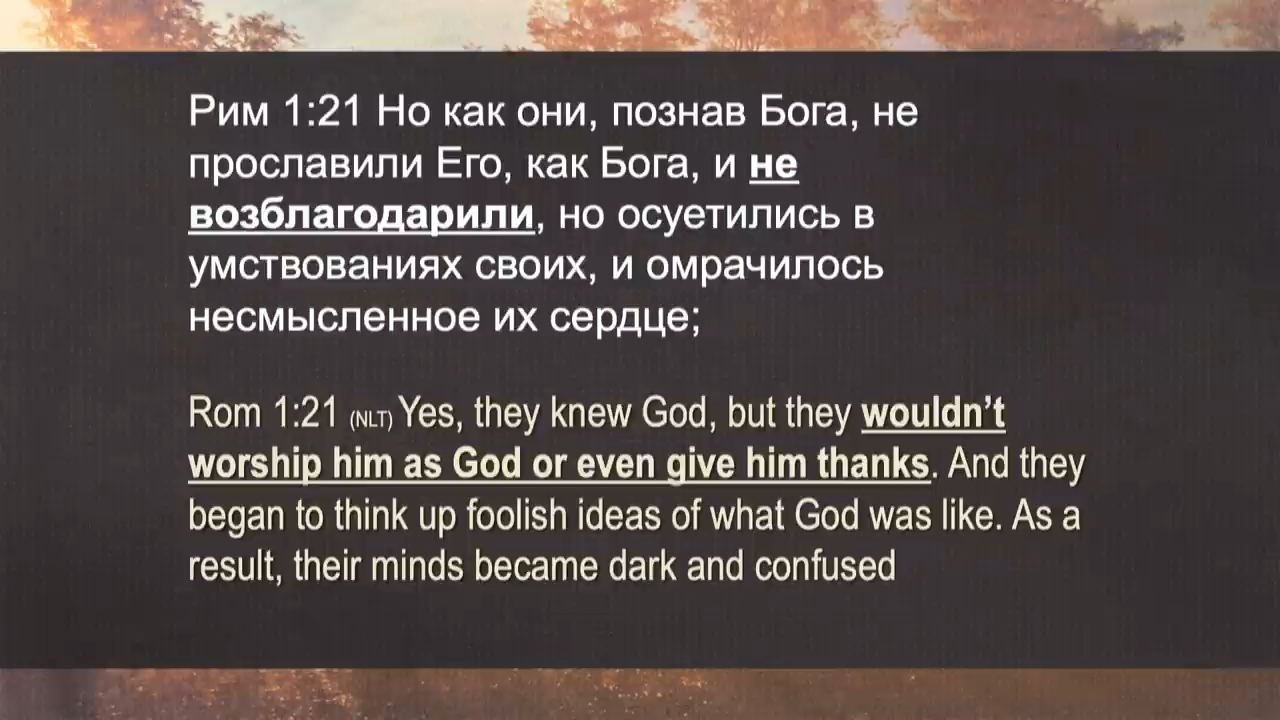 Рим 1:21 Но как они, познав Бога, не
прославили Его, как Бога, и не
возблагодарили, но осуетились в
умствованиях своих, и омрачилось
несмысленное их сердце;
Rom 1:21 (NLT) Yes, they knew God, but they wouldn’t
worship him as God or even give him thanks. And they
began to think up foolish ideas of what God was like. As a
result, their minds became dark and confused